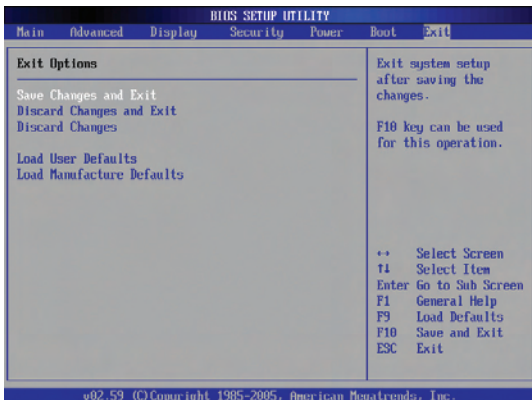 BIOS SETUP UTILITY
Main Advanced Display Security Power Boot Exit
Exit Options
Save Changes and Exit
Discard Changes and Exit
Discard Changes
Load User Defaults
Load Manufacture Defaults
Exit system setup
after saving the
changes.
F10 key can be used
for this operation.
↔ Select Screen
↑↓ Select Item
Enter Go to Sub Screen
F1 General Help
F9 Load Defaults
F10 Save and Exit
ESC Exit
v02.59 (C)Copyright 1985-2005, American Megatrends, Inc.